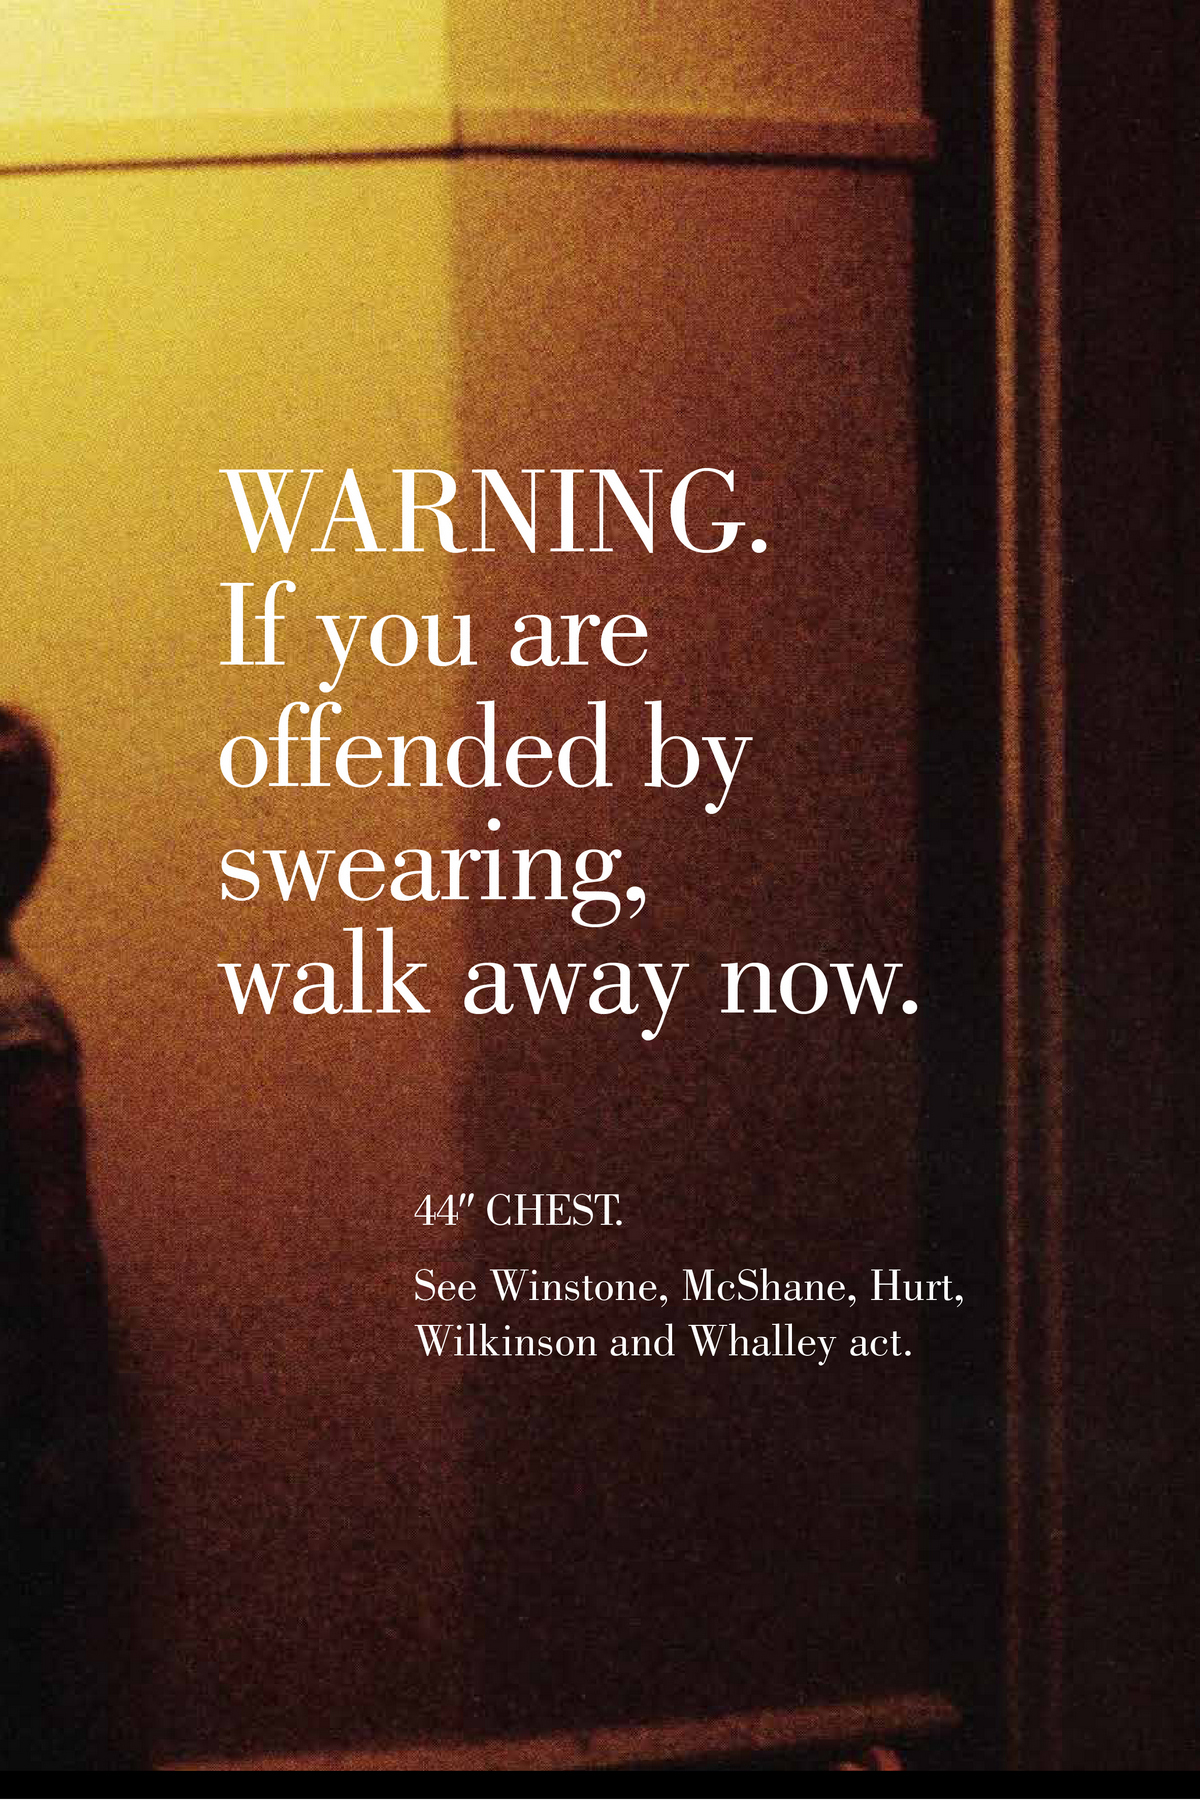 WARNING.
If you are
offended by
swearing,
walk away now.
44" CHEST.
See Winstone, McShane, Hurt,
Wilkinson and Whalley act.